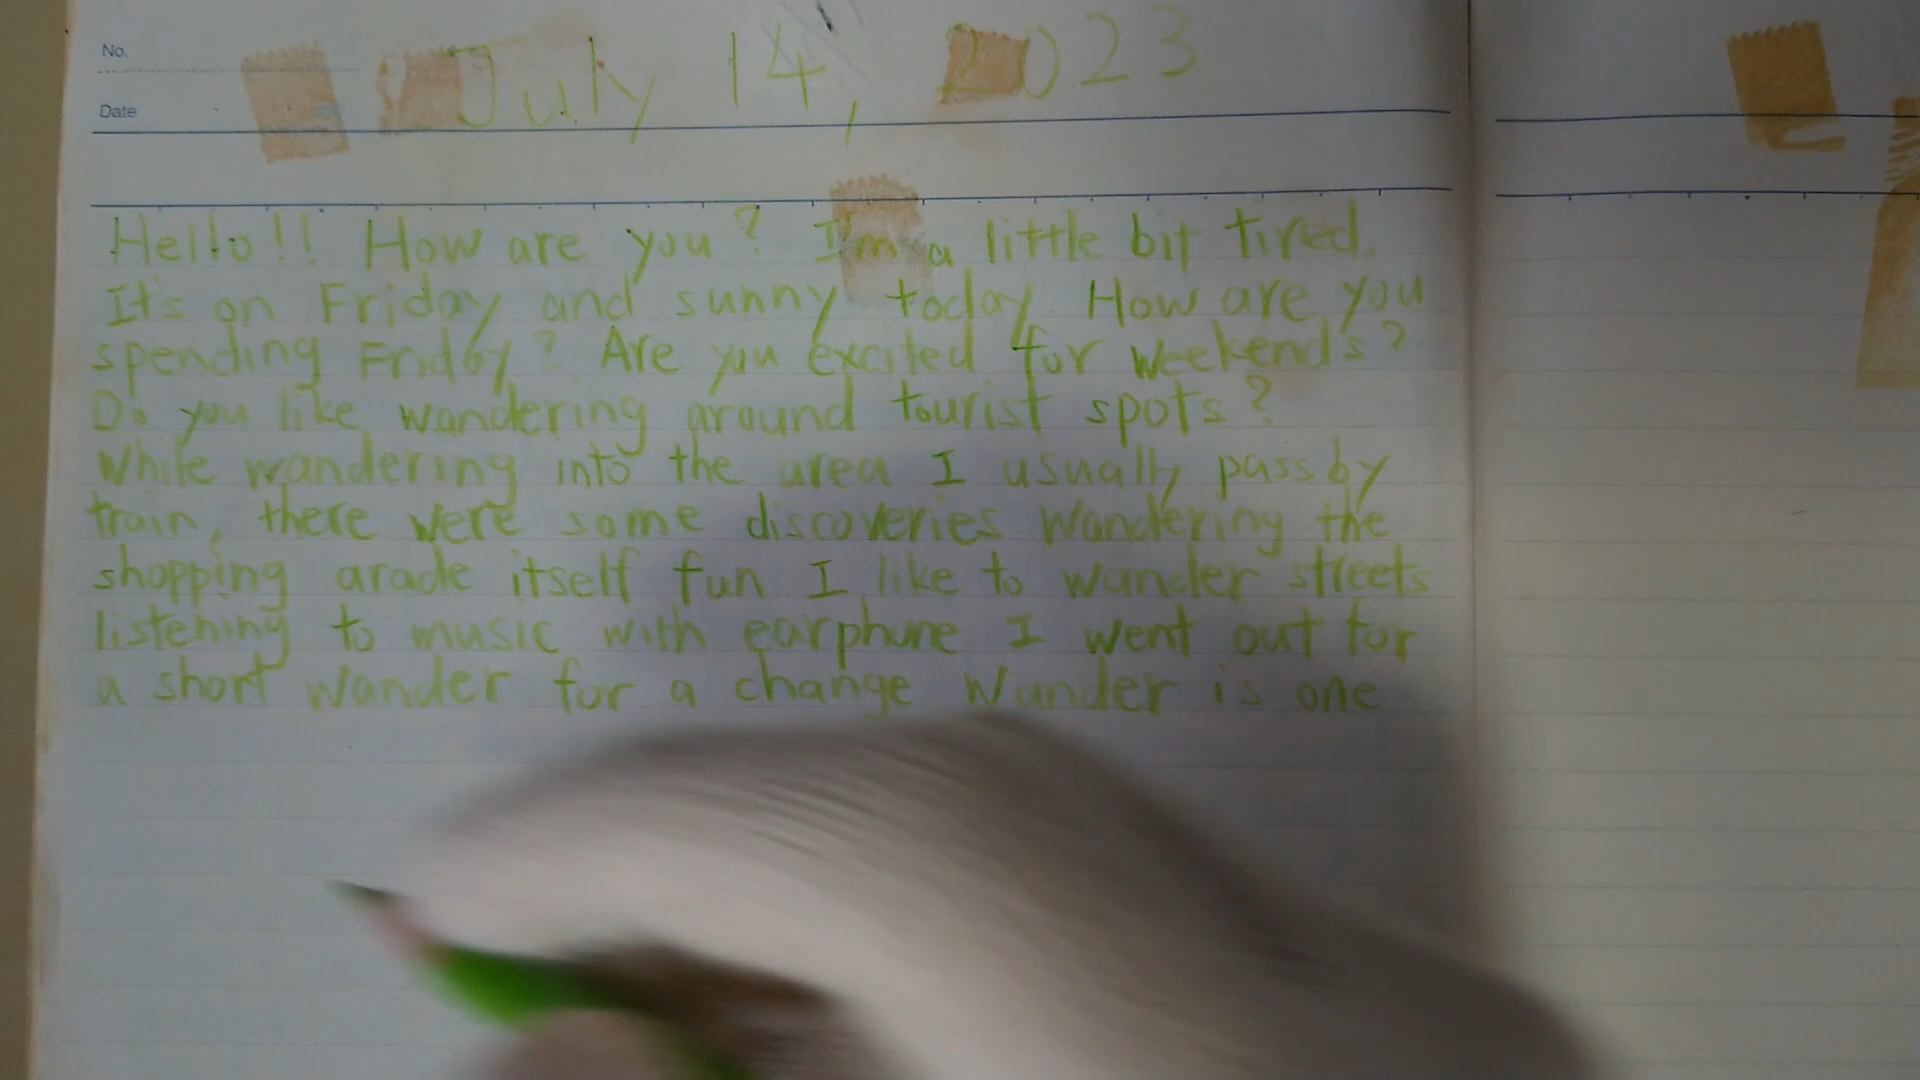 No.
July 14, 2023
Date
Hello!! How are you? I'm a little bit tired.
It's on Friday and sunny today. How are you
spending Friday? Are you excited for weekends?
Do you like wandering around tourist spots?
While wandering into the area I usually pass by
train, there were some discoveries Wandering the
shopping arade itself fun I like to wander streets
listening to music with earphone I went out for
a short wander for a change Wander is one